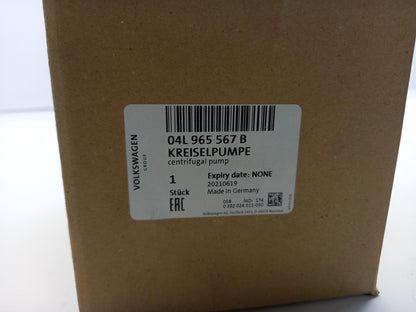 04L 965 567 B
KREISELPUMPE
centrifugal pump
VOLKSWAGEN
GROUP
1
Stück
Expiry date: NONE
20210619
Made in Germany
EAC